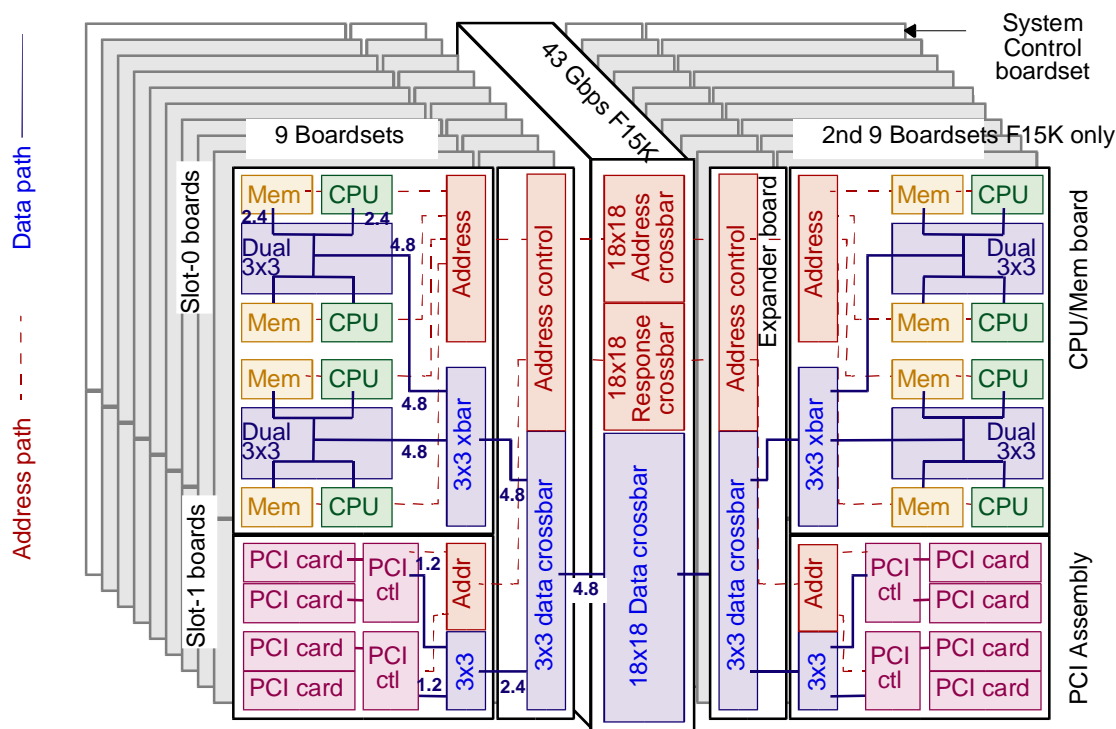 System
Control
boardset
43 Gbps F15K
9 Boardsets
2nd 9 Boardsets F15K only
Data path
Address path
Slot-0 boards
Slot-1 boards
Mem
CPU
2.4
2.4
Dual
3x3
4.8
Mem
CPU
Mem
CPU
4.8
Dual
3x3
4.8
Mem
CPU
Address
3x3 xbar
4.8
PCI card
PCI card
PCI
ctl
1.2
PCI card
PCI card
PCI
ctl
1.2
Addr
3x3
2.4
Address control
3x3 data crossbar
4.8
18x18
Address
crossbar
18x18
Response
crossbar
18x18 Data crossbar
Address control
3x3 data crossbar
Expander board
Address
3x3 xbar
Mem
CPU
Dual
3x3
Mem
CPU
Mem
CPU
Dual
3x3
Mem
CPU
Addr
3x3
PCI
ctl
PCI card
PCI card
PCI
ctl
PCI card
PCI card
CPU/Mem board
PCI Assembly